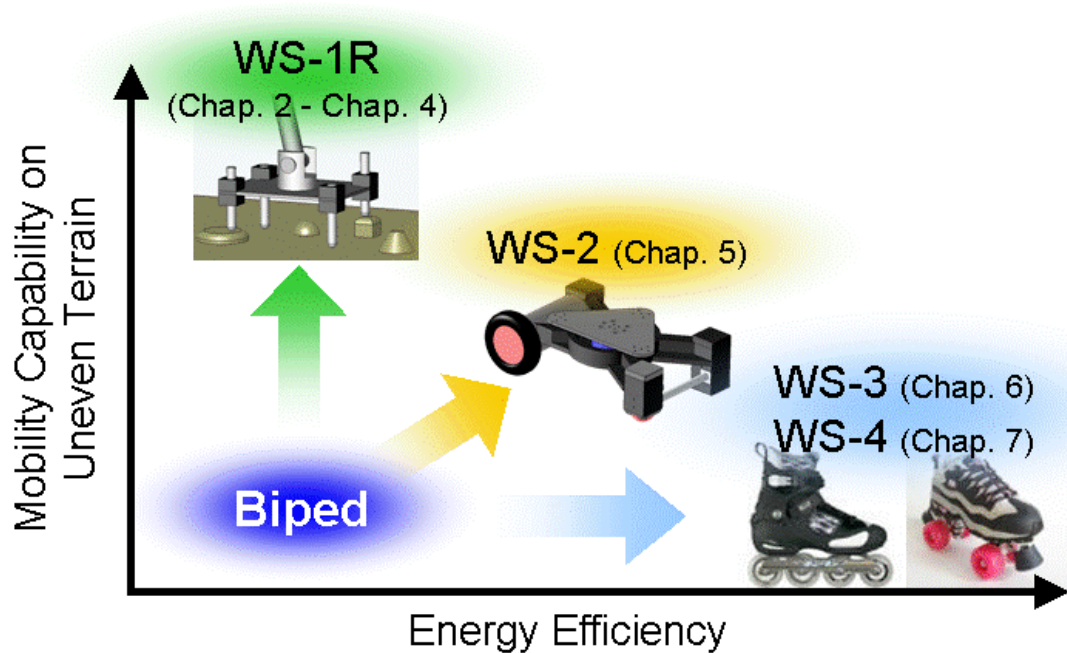 WS-1R
(Chap. 2 - Chap. 4)
WS-2 (Chap. 5)
WS-3 (Chap. 6)
WS-4 (Chap. 7)
Biped
Mobility Capability on
Uneven Terrain
Energy Efficiency